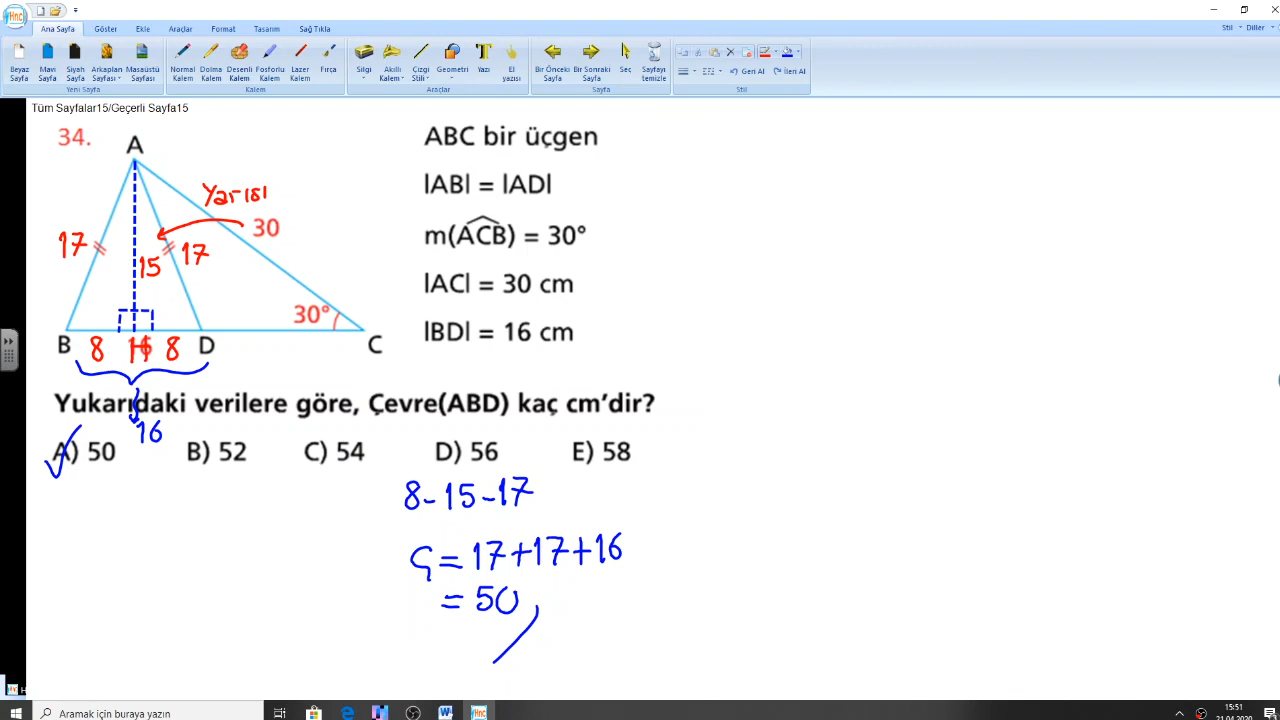 Ana Sayfa Göster Ekle Araçlar Format Tasarım Sağ Tıkla
Stil Diller
Beyaz Sayfa Mavi Sayfa Siyah Sayfa Arkaplan Sayfası Masaüstü Sayfası Normal Kalem Dolma Kalem Desenli Kalem Fosforlu Kalem Lazer Kalem Fırça Silgi Akıllı Kalem Çizgi Stili Geometri Yazı El yazısı Bir Önceki Sayfa Bir Sonraki Sayfa Seç Sayfayı temizle Geri Al İleri Al
Yeni Sayfa Kalem Araçlar Sayfa Stil
Tüm Sayfalar15/Geçerli Sayfa15
34.
A
Yarısı
30
17
15
17
30°
B 8 8 D C
16
ABC bir üçgen
|AB| = |AD|
m(ACB) = 30°
|AC| = 30 cm
|BD| = 16 cm
Yukarıdaki verilere göre, Çevre(ABD) kaç cm'dir?
A) 50 B) 52 C) 54 D) 56 E) 58
8-15-17
Ç = 17+17+16
= 50
Aramak için buraya yazın
15:51
21.04.2020